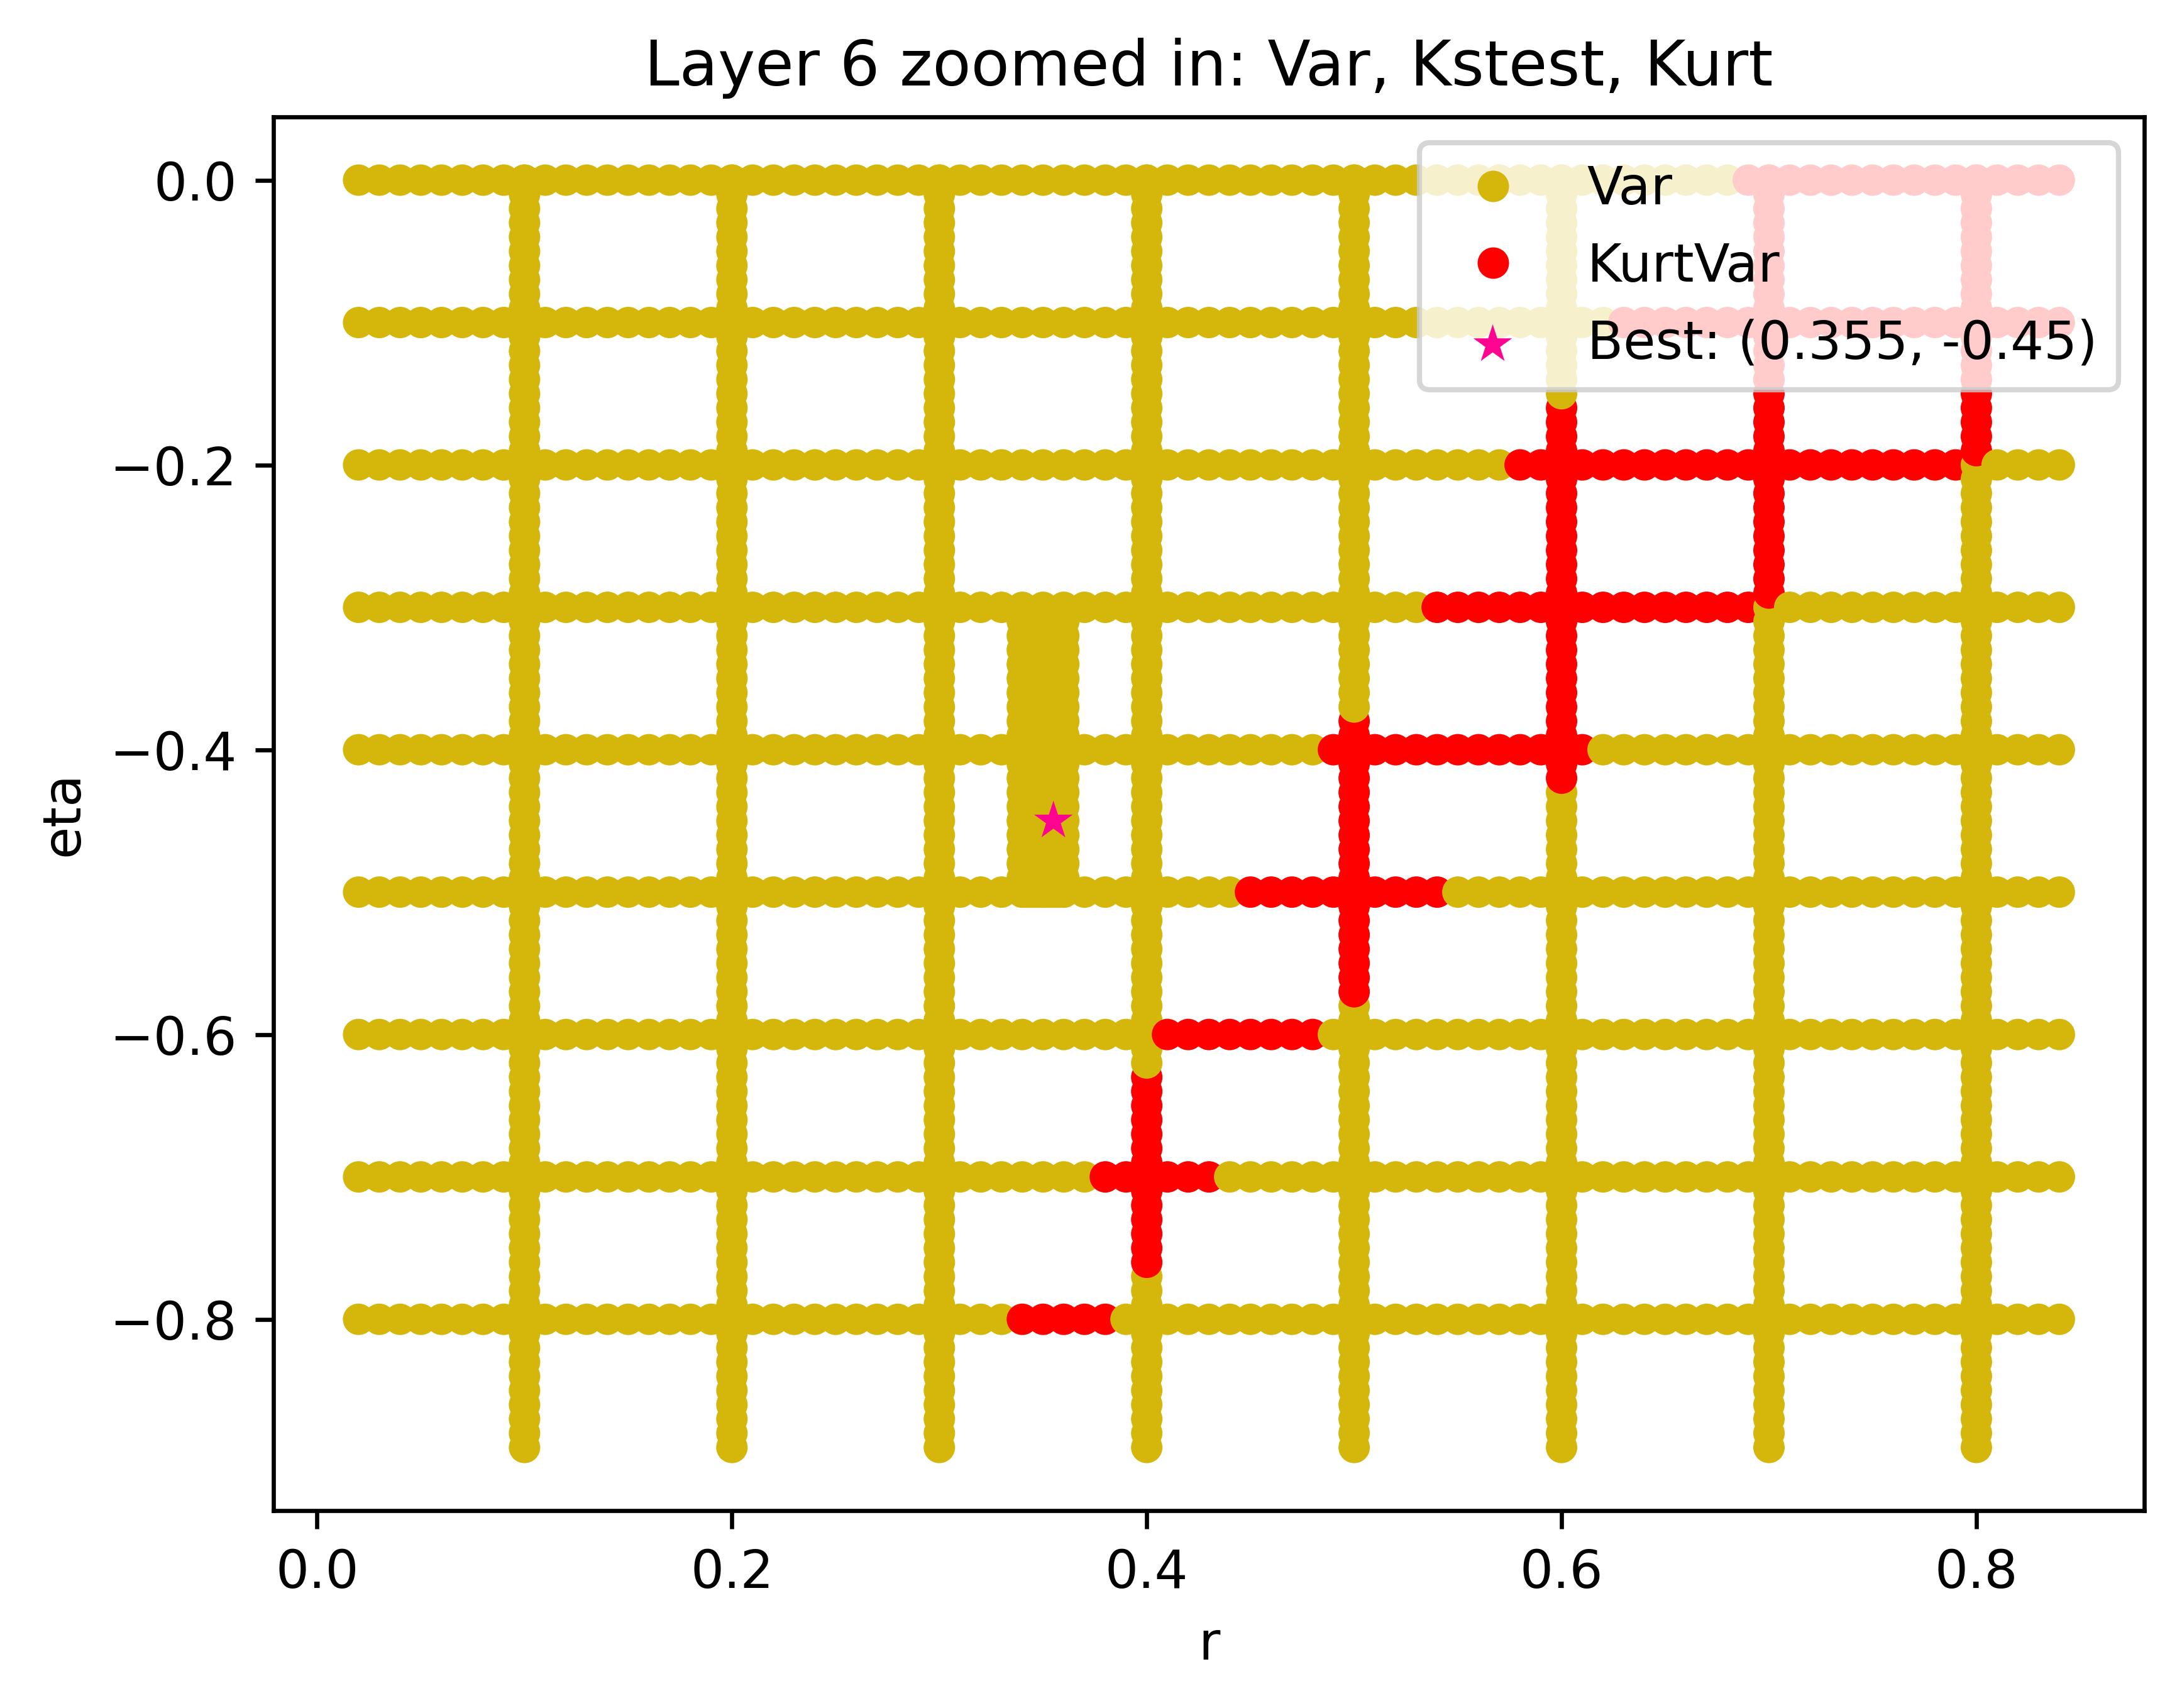 Layer 6 zoomed in: Var, Kstest, Kurt
Var
KurtVar
Best: (0.355, -0.45)
eta
0.0
−0.2
−0.4
−0.6
−0.8
0.0 0.2 0.4 0.6 0.8
r